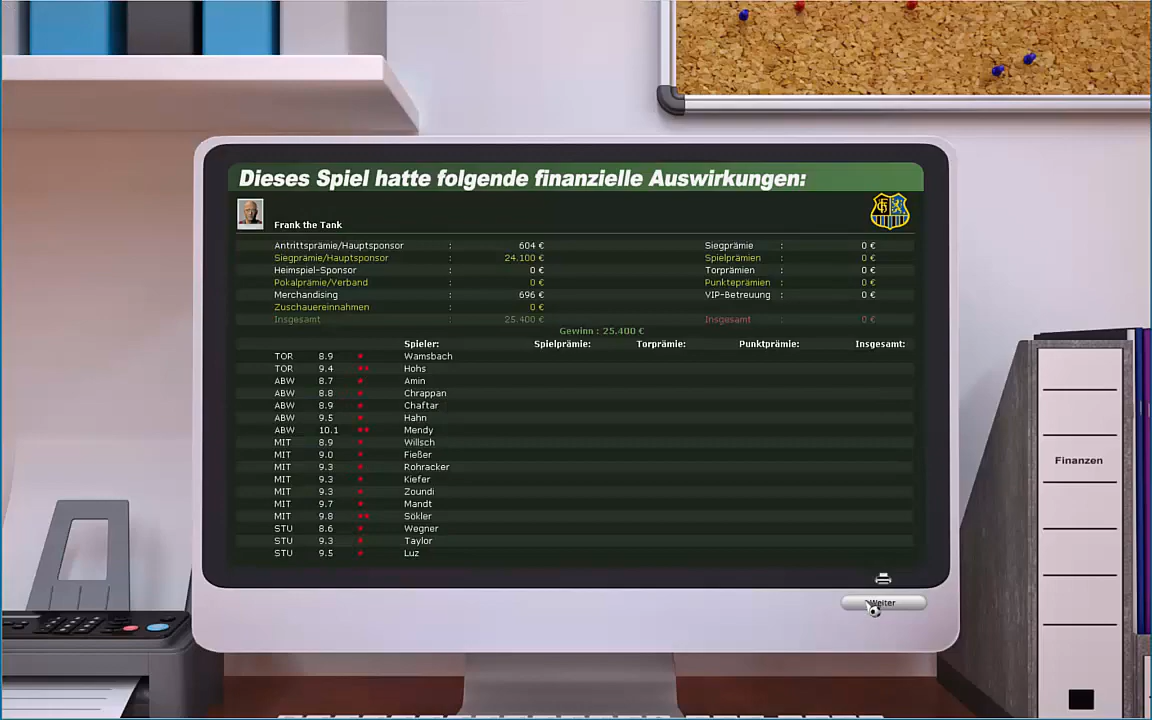 Dieses Spiel hatte folgende finanzielle Auswirkungen:
Frank the Tank
Antrittsprämie/Hauptsponsor : 604 € Siegprämie : 0 €
Siegprämie/Hauptsponsor : 24.100 € Spielprämien : 0 €
Heimspiel-Sponsor : 0 € Torprämien : 0 €
Pokalprämie/Verband : 0 € Punkteprämien : 0 €
Merchandising : 696 € VIP-Betreuung : 0 €
Zuschauereinnahmen : 0 €
Insgesamt : 25.400 € Insgesamt : 0 €
Gewinn : 25.400 €
Spieler: Spielprämie: Torprämie: Punktprämie: Insgesamt:
TOR 8.9 Wamsbach
TOR 9.4 Hohs
ABW 8.7 Amin
ABW 8.8 Chrappan
ABW 8.9 Chaftar
ABW 9.5 Hahn
ABW 10.1 Mendy
MIT 8.9 Willsch
MIT 9.0 Fießer
MIT 9.3 Rohracker
MIT 9.3 Kiefer
MIT 9.3 Zoundi
MIT 9.7 Mandt
MIT 9.8 Sökler
STU 8.6 Wegner
STU 9.3 Taylor
STU 9.5 Luz
Weiter
Finanzen